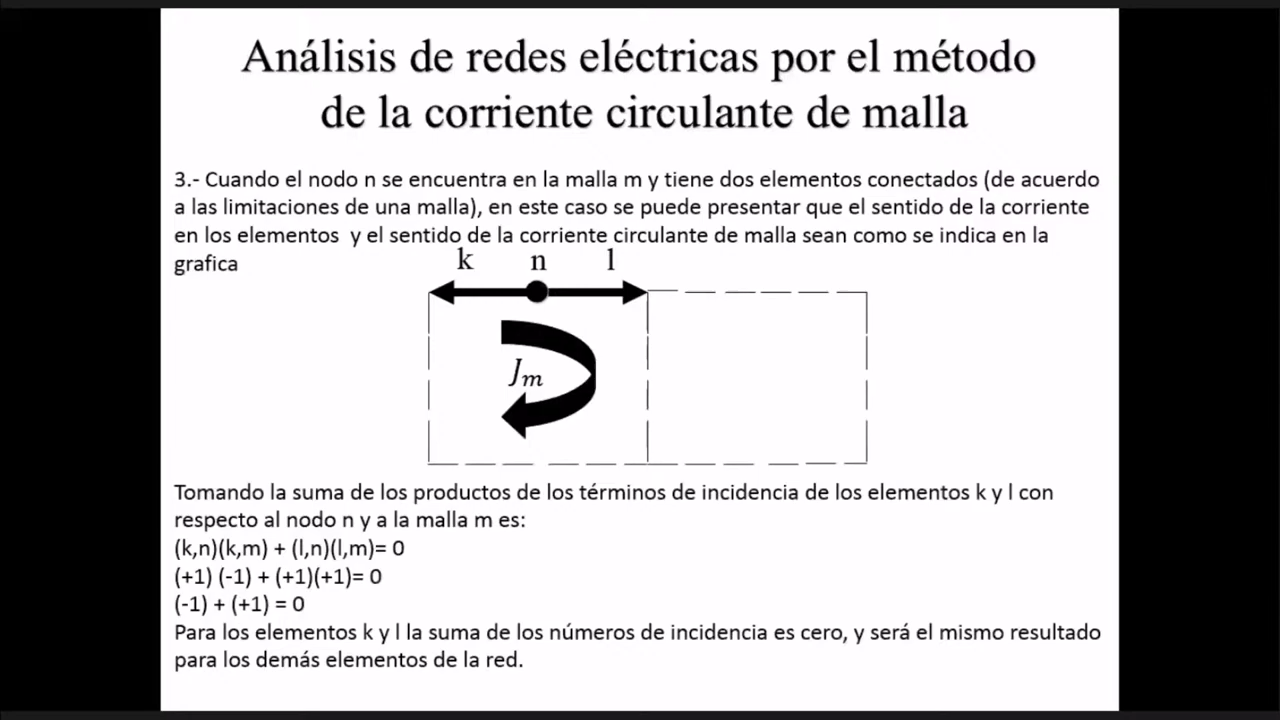 Análisis de redes eléctricas por el método
de la corriente circulante de malla
3.- Cuando el nodo n se encuentra en la malla m y tiene dos elementos conectados (de acuerdo
a las limitaciones de una malla), en este caso se puede presentar que el sentido de la corriente
en los elementos  y el sentido de la corriente circulante de malla sean como se indica en la
grafica
k n l
Jm
Tomando la suma de los productos de los términos de incidencia de los elementos k y l con
respecto al nodo n y a la malla m es:
(k,n)(k,m) + (l,n)(l,m)= 0
(+1) (-1) + (+1)(+1)= 0
(-1) + (+1) = 0
Para los elementos k y l la suma de los números de incidencia es cero, y será el mismo resultado
para los demás elementos de la red.